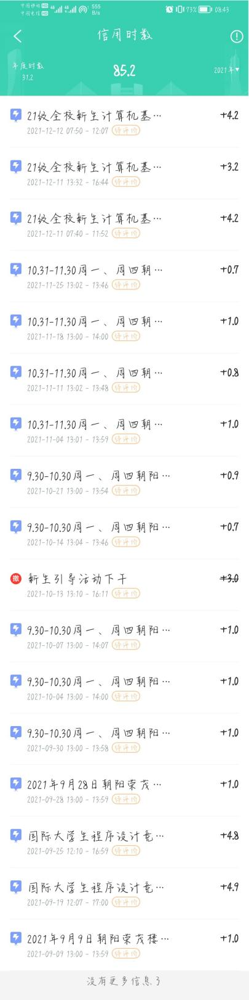 中国移动HD 4G 4G 555 B/s 73% 08:43
中国电信HD
信用时数
年度时数
31.2
85.2
2021年▼
21级全校新生计算机基…
+4.2
2021-12-12 07:50 - 12:07 待评价
21级全校新生计算机基…
+3.2
2021-12-11 13:32 - 16:44 待评价
21级全校新生计算机基…
+4.2
2021-12-11 07:40 - 11:52 待评价
10.31-11.30周一、周四朝…
+0.7
2021-11-25 13:02 - 13:46 待评价
10.31-11.30周一、周四朝…
+1.0
2021-11-18 13:00 - 14:00 待评价
10.31-11.30周一、周四朝…
+0.8
2021-11-11 13:02 - 13:48 待评价
10.31-11.30周一、周四朝…
+1.0
2021-11-04 13:01 - 13:59 待评价
9.30-10.30周一、周四朝阳…
+0.9
2021-10-21 13:00 - 13:54 待评价
9.30-10.30周一、周四朝阳…
+0.7
2021-10-14 13:04 - 13:46 待评价
撤 新生引导活动下午
+3.0
2021-10-13 13:10 - 16:11 待评价
9.30-10.30周一、周四朝阳…
+1.0
2021-10-07 13:00 - 14:07 待评价
9.30-10.30周一、周四朝阳…
+1.0
2021-10-04 13:00 - 14:00 待评价
9.30-10.30周一、周四朝阳…
+1.0
2021-09-30 13:00 - 13:58 待评价
2021年9月28日朝阳荣茂…
+1.0
2021-09-28 13:00 - 13:59 待评价
国际大学生程序设计竞…
+4.8
2021-09-25 12:10 - 16:59 待评价
国际大学生程序设计竞…
+4.9
2021-09-19 12:07 - 17:00 待评价
2021年9月9日朝阳荣茂楼…
+1.0
2021-09-09 13:00 - 13:59 待评价
没有更多信息了